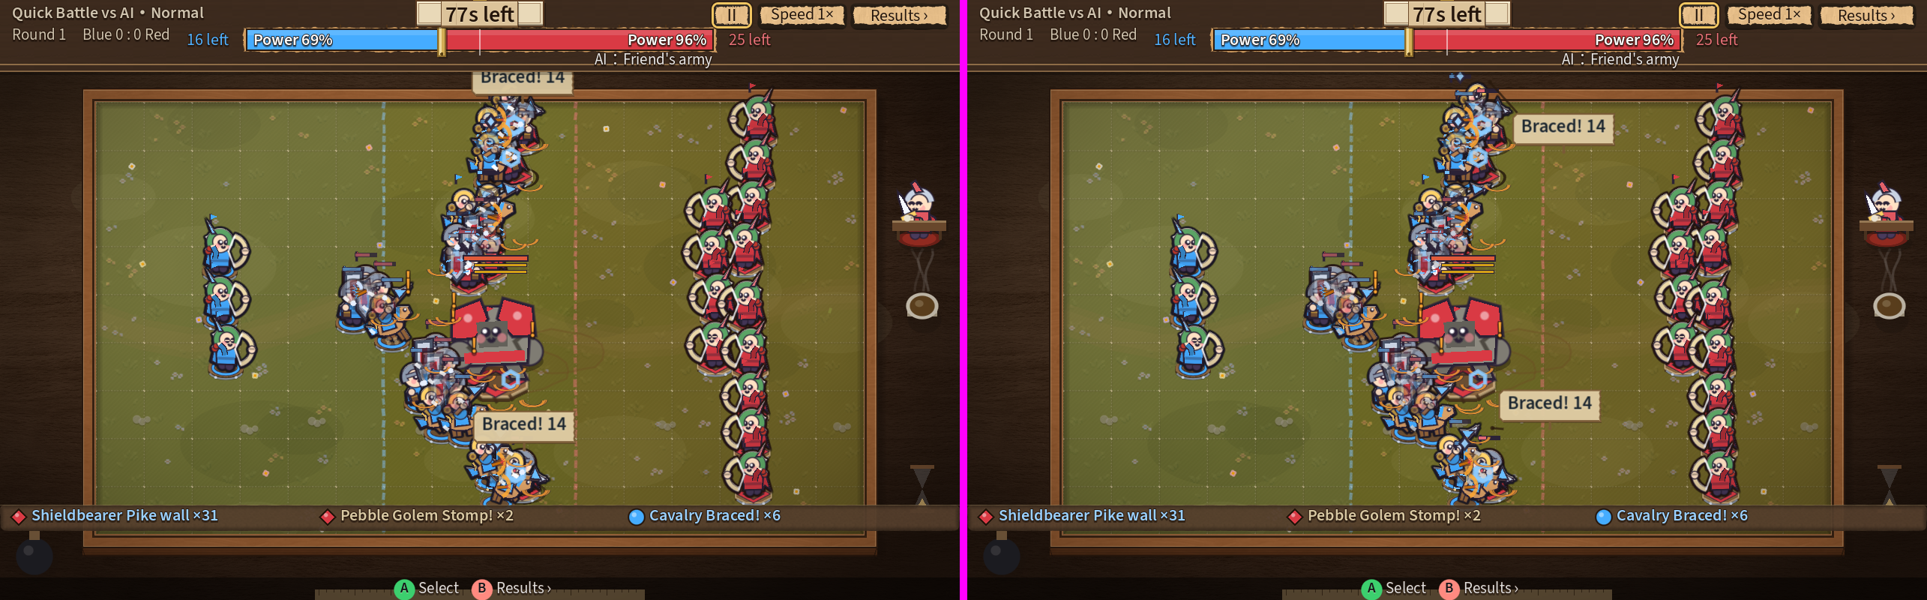 Quick Battle vs AI • Normal
77s left
II
Speed 1×
Results ›
Round 1
Blue 0 : 0 Red
16 left
Power 69%
Power 96%
25 left
AI：Friend's army
Braced! 14
Braced! 14
Shieldbearer Pike wall ×31
Pebble Golem Stomp! ×2
Cavalry Braced! ×6
A Select
B Results ›
Quick Battle vs AI • Normal
77s left
II
Speed 1×
Results ›
Round 1
Blue 0 : 0 Red
16 left
Power 69%
Power 96%
25 left
AI：Friend's army
Braced! 14
Braced! 14
Shieldbearer Pike wall ×31
Pebble Golem Stomp! ×2
Cavalry Braced! ×6
A Select
B Results ›